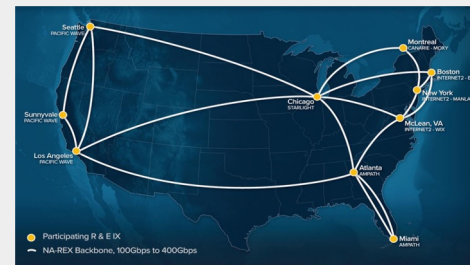 Seattle
PACIFIC WAVE
Montreal
CANARIE - MOXY
Boston
INTERNET2 -
New York
INTERNET2 - MANLA
Chicago
STARLIGHT
McLean, VA
INTERNET2 - WIX
Sunnyvale
PACIFIC WAVE
Los Angeles
PACIFIC WAVE
Atlanta
AMPATH
Miami
AMPATH
Participating R & E IX
NA-REX Backbone, 100Gbps to 400Gbps